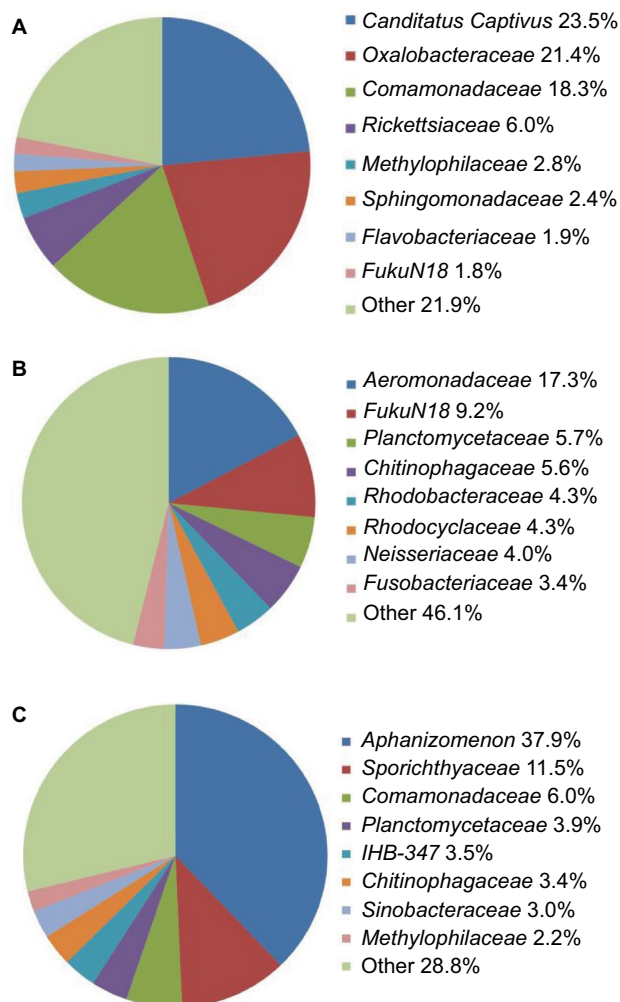 A
Canditatus Captivus 23.5%
Oxalobacteraceae 21.4%
Comamonadaceae 18.3%
Rickettsiaceae 6.0%
Methylophilaceae 2.8%
Sphingomonadaceae 2.4%
Flavobacteriaceae 1.9%
FukuN18 1.8%
Other 21.9%
B
Aeromonadaceae 17.3%
FukuN18 9.2%
Planctomycetaceae 5.7%
Chitinophagaceae 5.6%
Rhodobacteraceae 4.3%
Rhodocyclaceae 4.3%
Neisseriaceae 4.0%
Fusobacteriaceae 3.4%
Other 46.1%
C
Aphanizomenon 37.9%
Sporichthyaceae 11.5%
Comamonadaceae 6.0%
Planctomycetaceae 3.9%
IHB-347 3.5%
Chitinophagaceae 3.4%
Sinobacteraceae 3.0%
Methylophilaceae 2.2%
Other 28.8%